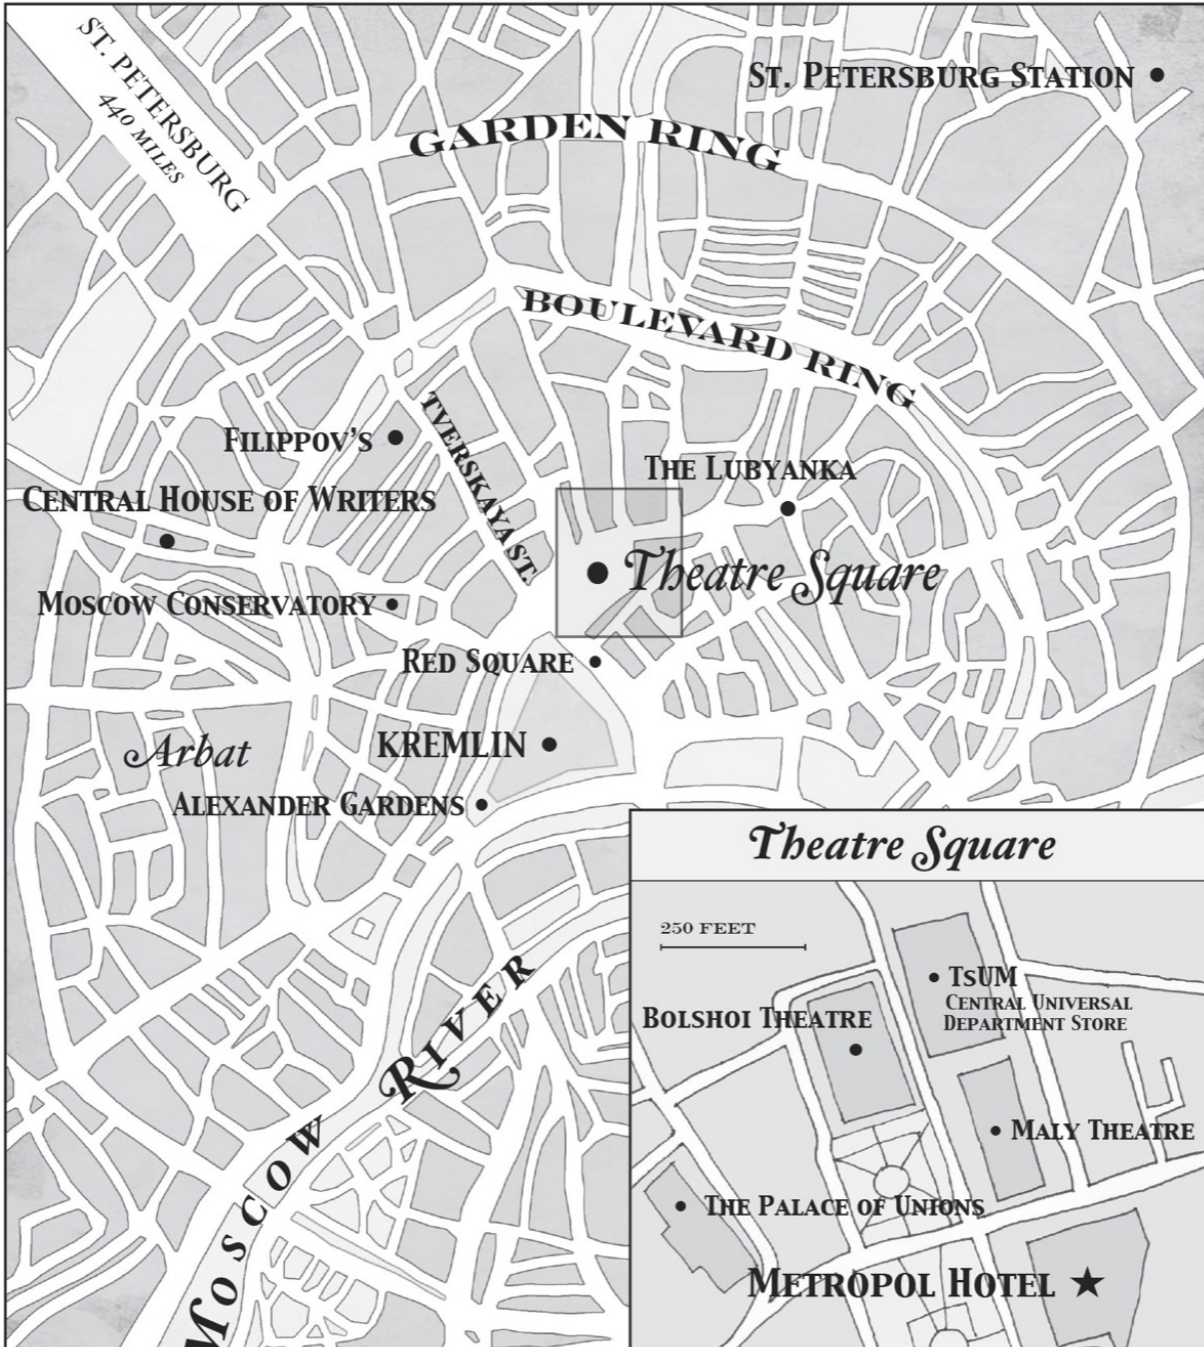 ST. PETERSBURG
440 MILES
ST. PETERSBURG STATION
GARDEN RING
BOULEVARD RING
TVERSKAYA ST.
FILIPPOV'S
THE LUBYANKA
CENTRAL HOUSE OF WRITERS
Theatre Square
MOSCOW CONSERVATORY
RED SQUARE
KREMLIN
Arbat
ALEXANDER GARDENS
MOSCOW RIVER
Theatre Square
250 FEET
TSUM
CENTRAL UNIVERSAL
DEPARTMENT STORE
BOLSHOI THEATRE
MALY THEATRE
THE PALACE OF UNIONS
METROPOL HOTEL